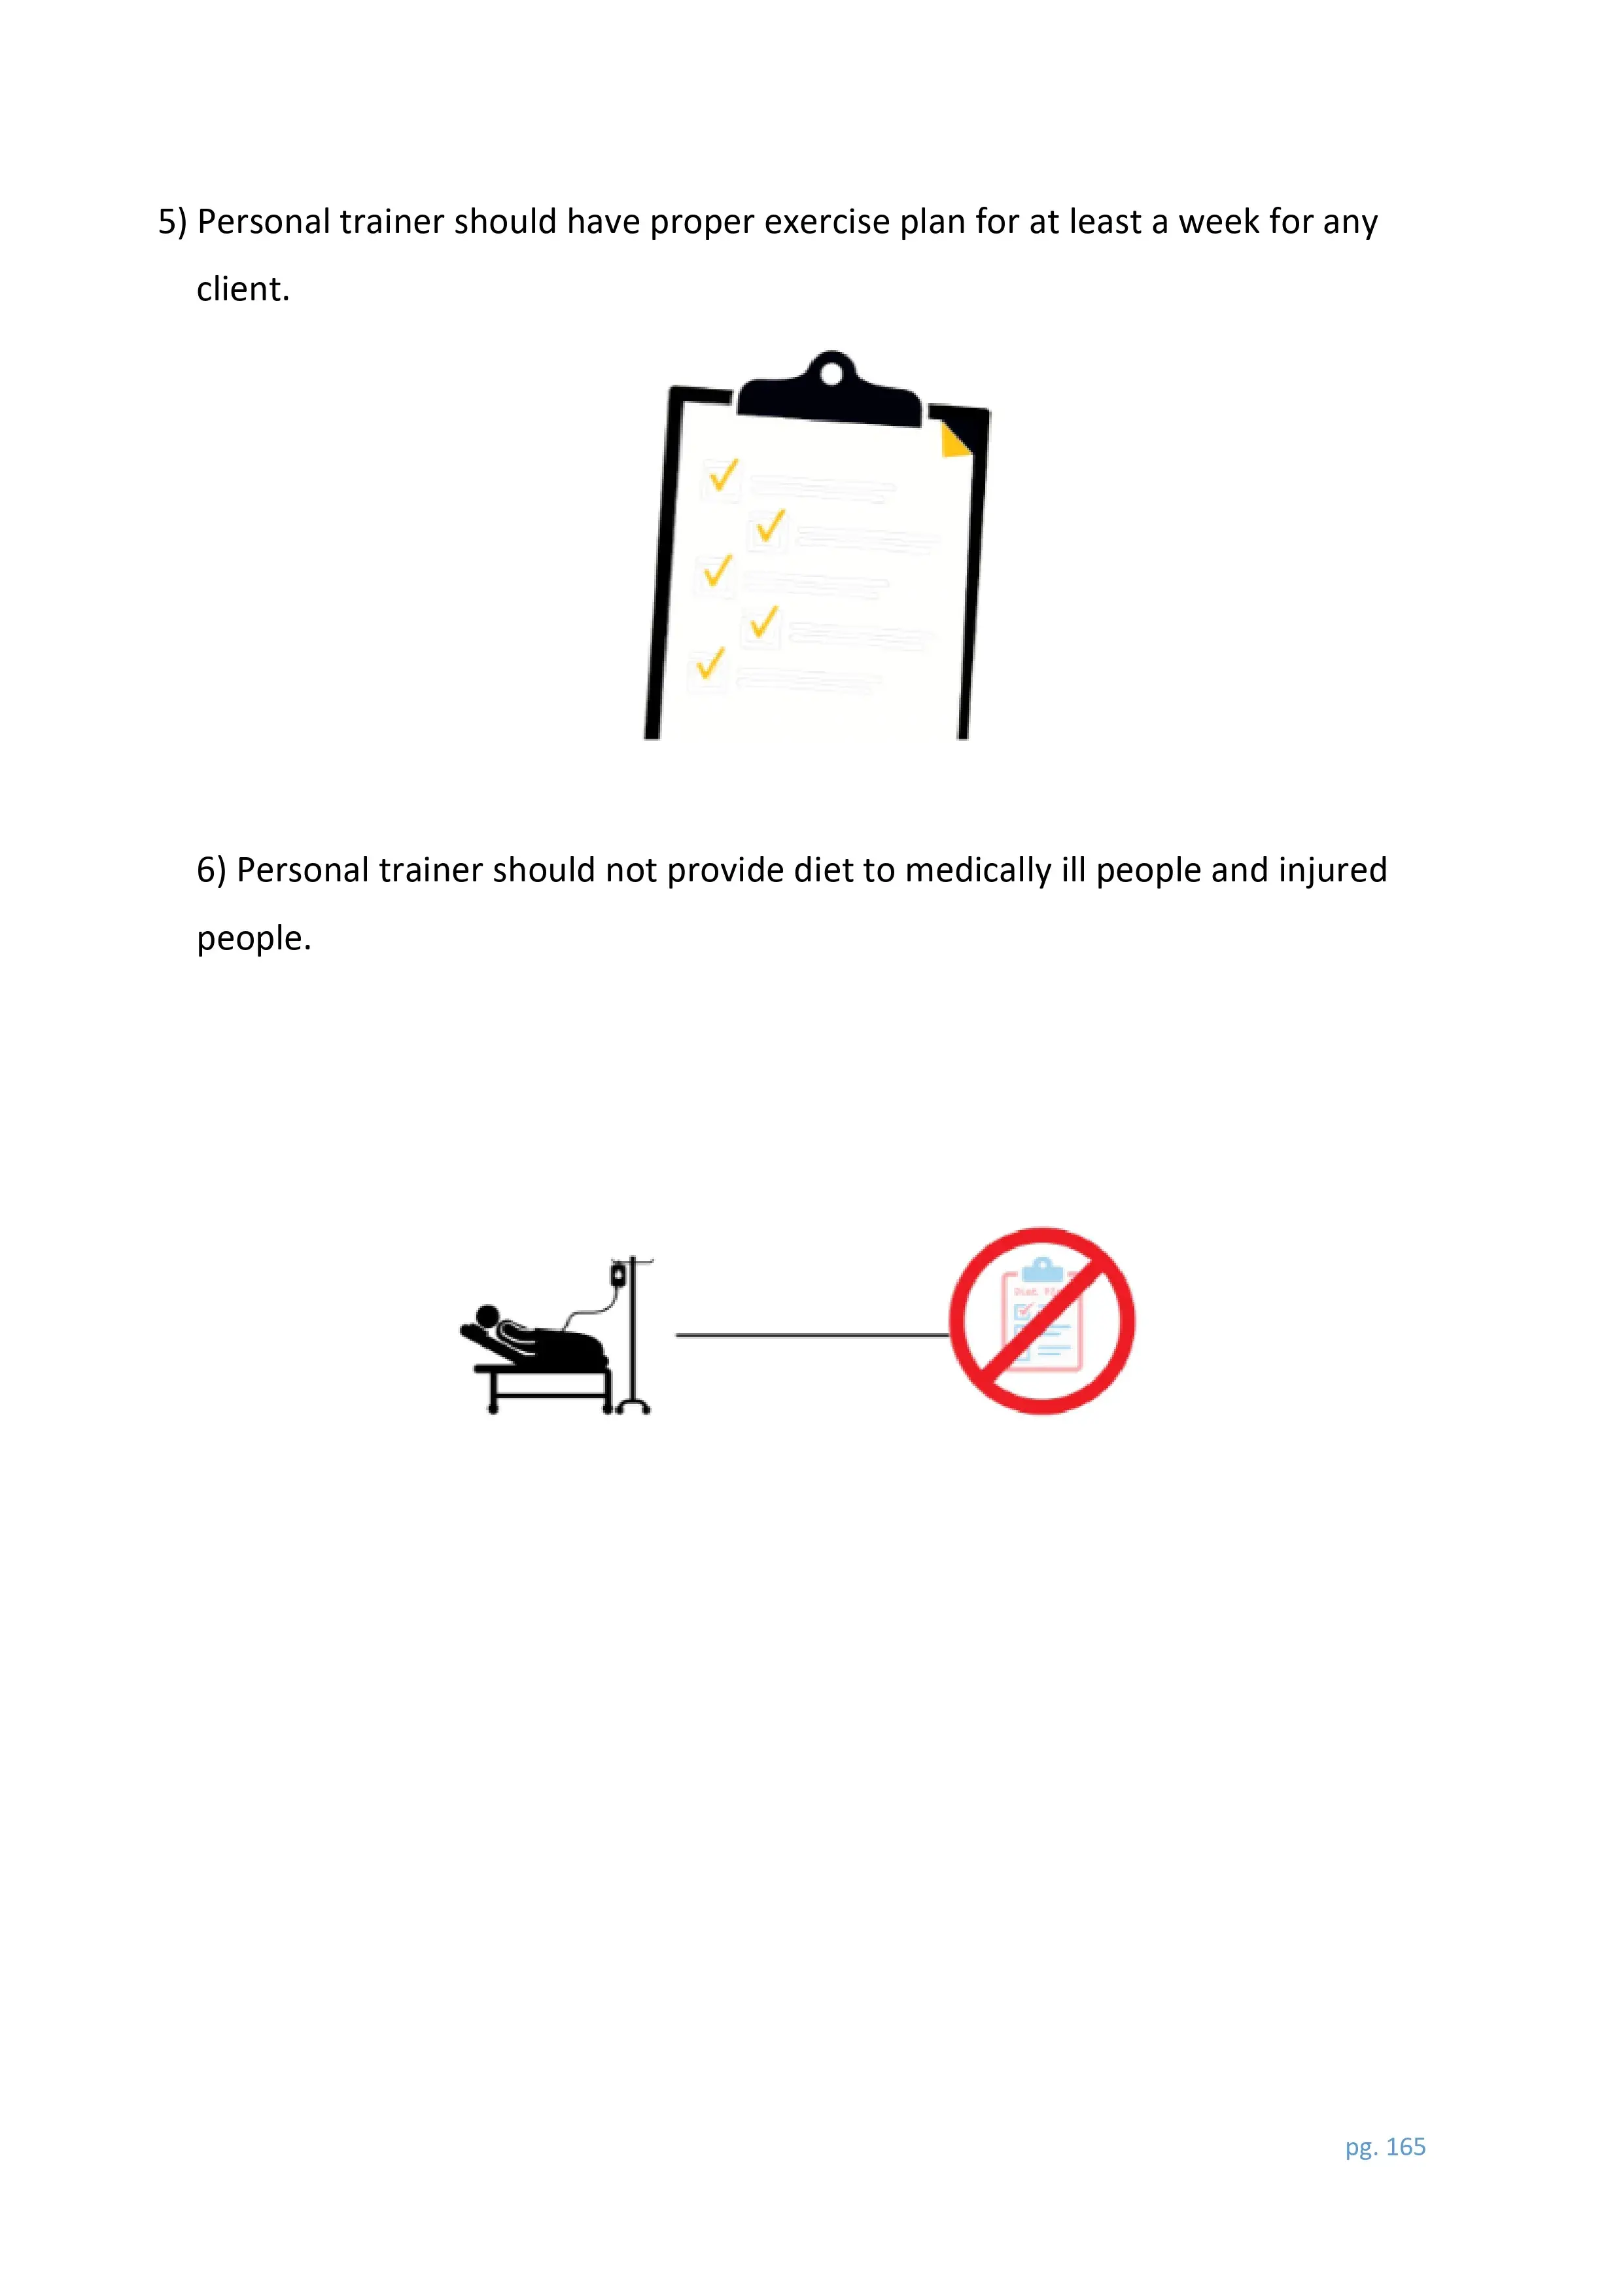 5) Personal trainer should have proper exercise plan for at least a week for any
client.
6) Personal trainer should not provide diet to medically ill people and injured
people.
Diet
pg. 165